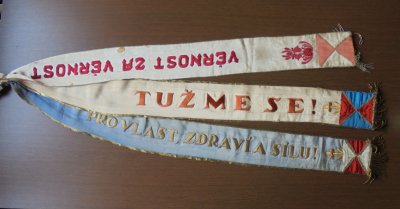 VĚRNOST ZA VĚRNOST
TUŽME SE!
PRO VLAST, ZDRAVÍ A SÍLU!